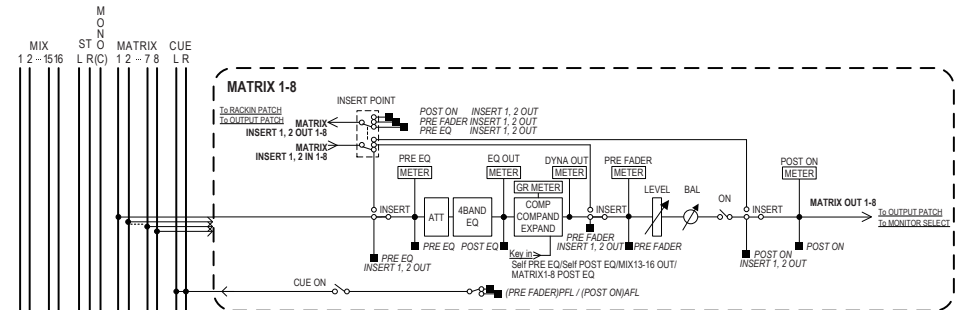 M
O
N
O
MIX
ST
MATRIX
CUE
1 2 ··· 15 16
L R (C)
1 2 ··· 7 8
L R
MATRIX 1-8
INSERT POINT
To RACKIN PATCH
To OUTPUT PATCH
MATRIX
INSERT 1, 2 OUT 1-8
MATRIX
INSERT 1, 2 IN 1-8
POST ON INSERT 1, 2 OUT
PRE FADER INSERT 1, 2 OUT
PRE EQ INSERT 1, 2 OUT
PRE EQ
METER
EQ OUT
METER
DYNA OUT
METER
PRE FADER
METER
POST ON
METER
GR METER
LEVEL
BAL
ON
INSERT
ATT
4BAND
EQ
COMP
COMPAND
EXPAND
INSERT
INSERT
MATRIX OUT 1-8
To OUTPUT PATCH
To MONITOR SELECT
PRE EQ
INSERT 1, 2 OUT
PRE EQ
POST EQ
Key in
Self PRE EQ/Self POST EQ/MIX13-16 OUT/
MATRIX1-8 POST EQ
PRE FADER
INSERT 1, 2 OUT
PRE FADER
POST ON
INSERT 1, 2 OUT
POST ON
CUE ON
(PRE FADER)PFL / (POST ON)AFL